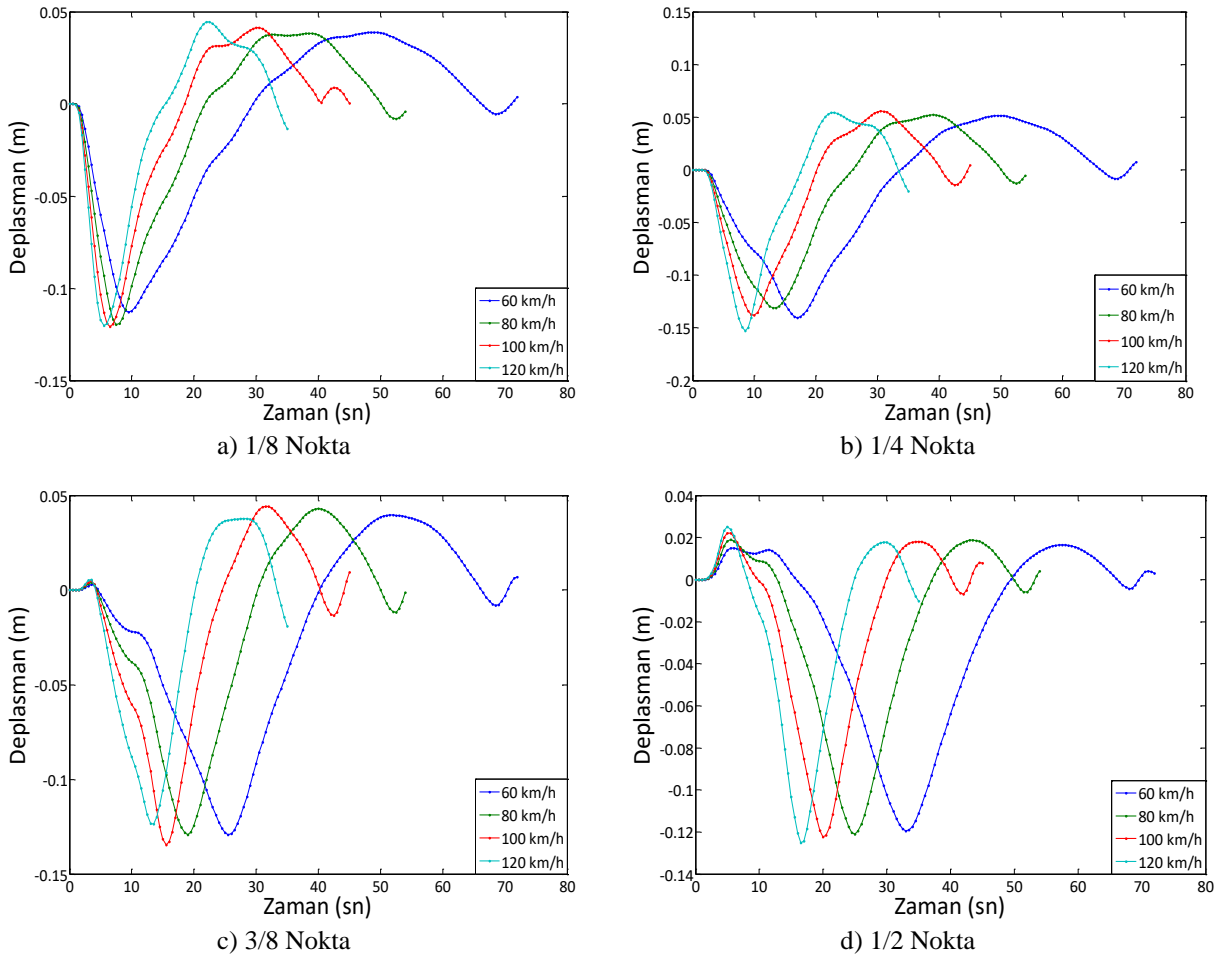 0.05
0
-0.05
-0.1
-0.15
Deplasman (m)
0 10 20 30 40 50 60 70 80
Zaman (sn)
60 km/h
80 km/h
100 km/h
120 km/h
a) 1/8 Nokta
0.15
0.1
0.05
0
-0.05
-0.1
-0.15
-0.2
Deplasman (m)
0 10 20 30 40 50 60 70 80
Zaman (sn)
60 km/h
80 km/h
100 km/h
120 km/h
b) 1/4 Nokta
0.05
0
-0.05
-0.1
-0.15
Deplasman (m)
0 10 20 30 40 50 60 70 80
Zaman (sn)
60 km/h
80 km/h
100 km/h
120 km/h
c) 3/8 Nokta
0.04
0.02
0
-0.02
-0.04
-0.06
-0.08
-0.1
-0.12
-0.14
Deplasman (m)
0 10 20 30 40 50 60 70 80
Zaman (sn)
60 km/h
80 km/h
100 km/h
120 km/h
d) 1/2 Nokta